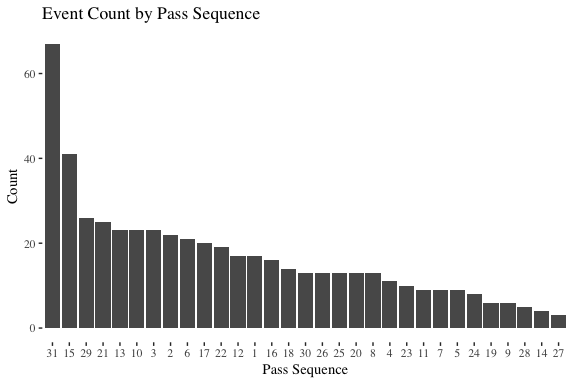 Event Count by Pass Sequence
Count
60
40
20
0
31 15 29 21 13 10 3 2 6 17 22 12 1 16 18 30 26 25 20 8 4 23 11 7 5 24 19 9 28 14 27
Pass Sequence